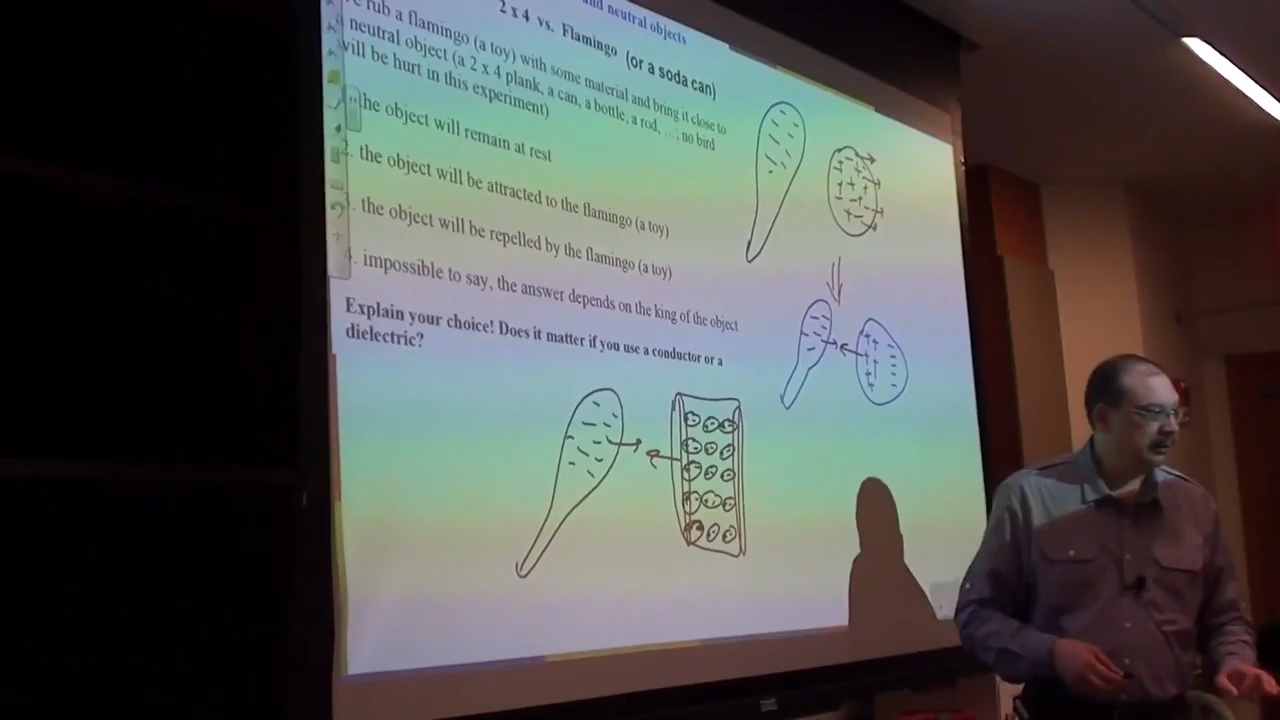 and neutral objects
2 x 4 vs. Flamingo (or a soda can)
rub a flamingo (a toy) with some material and bring it close to
neutral object (a 2 x 4 plank, a can, a bottle, a rod, …; no bird
will be hurt in this experiment)
the object will remain at rest
2. the object will be attracted to the flamingo (a toy)
3. the object will be repelled by the flamingo (a toy)
4. impossible to say, the answer depends on the king of the object
Explain your choice! Does it matter if you use a conductor or a
dielectric?